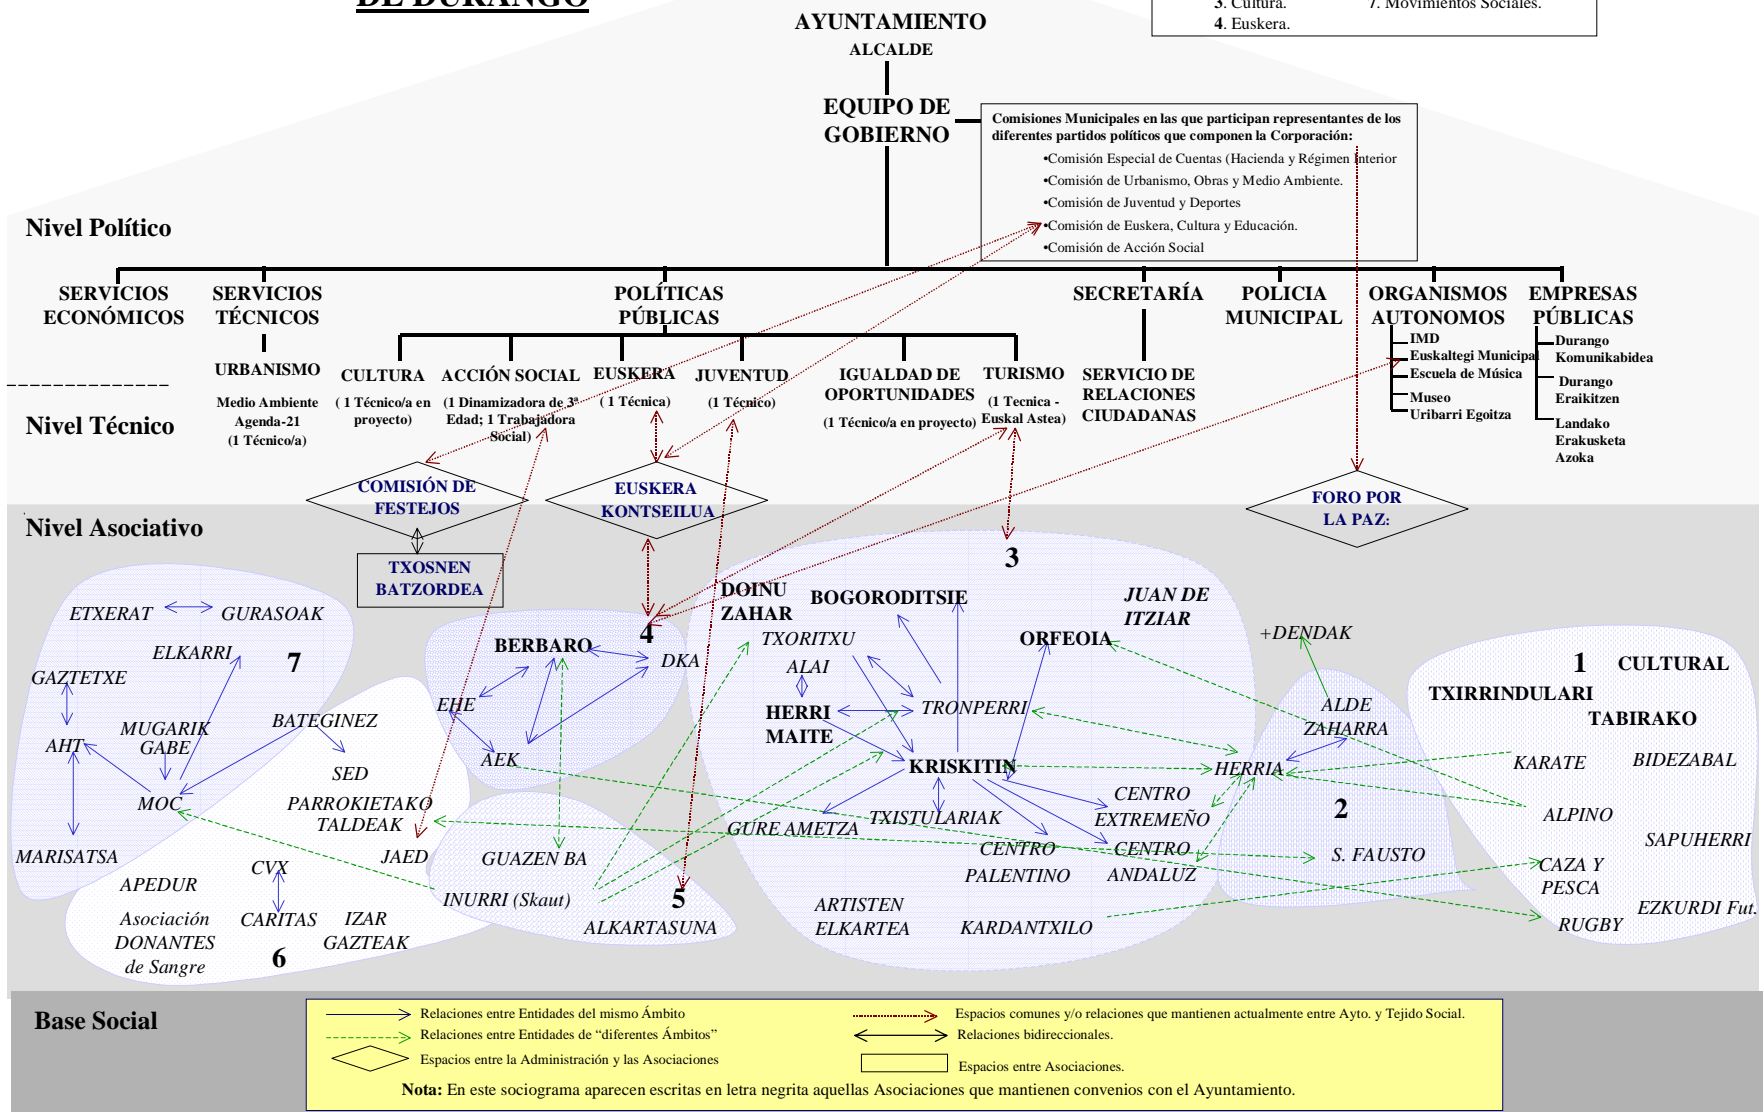 DE DURANGO
3. Cultura.
7. Movimientos Sociales.
4. Euskera.
AYUNTAMIENTO
ALCALDE
EQUIPO DE
GOBIERNO
Comisiones Municipales en las que participan representantes de los
diferentes partidos políticos que componen la Corporación:
•Comisión Especial de Cuentas (Hacienda y Régimen Interior
•Comisión de Urbanismo, Obras y Medio Ambiente.
•Comisión de Juventud y Deportes
•Comisión de Euskera, Cultura y Educación.
•Comisión de Acción Social
Nivel Político
SERVICIOS
ECONÓMICOS
SERVICIOS
TÉCNICOS
POLÍTICAS
PÚBLICAS
SECRETARÍA
POLICIA
MUNICIPAL
ORGANISMOS
AUTONOMOS
EMPRESAS
PÚBLICAS
URBANISMO
Medio Ambiente
Agenda-21
(1 Técnico/a)
CULTURA
( 1 Técnico/a en
proyecto)
ACCIÓN SOCIAL
(1 Dinamizadora de 3ª
Edad; 1 Trabajadora
Social)
EUSKERA
( 1 Técnica)
JUVENTUD
(1 Técnico)
IGUALDAD DE
OPORTUNIDADES
(1 Técnico/a en proyecto)
TURISMO
(1 Tecnica -
Euskal Astea)
SERVICIO DE
RELACIONES
CIUDADANAS
IMD
Euskaltegi Municipal
Escuela de Música
Museo
Uribarri Egoitza
Durango
Komunikabidea
Durango
Eraikitzen
Landako
Erakusketa
Azoka
Nivel Técnico
COMISIÓN DE
FESTEJOS
EUSKERA
KONTSEILUA
FORO POR
LA PAZ:
Nivel Asociativo
TXOSNEN
BATZORDEA
ETXERAT
GURASOAK
ELKARRI
7
GAZTETXE
MUGARIK
GABE
BATEGINEZ
AHT
SED
MOC
PARROKIETAKO
TALDEAK
MARISATSA
JAED
CVX
APEDUR
Asociación
DONANTES
de Sangre
CARITAS
IZAR
GAZTEAK
6
BERBARO
4
DKA
EHE
AEK
GUAZEN BA
INURRI (Skaut)
5
ALKARTASUNA
3
DOINU
ZAHAR
BOGORODITSIE
JUAN DE
ITZIAR
TXORITXU
ALAI
ORFEOIA
HERRI
MAITE
TRONPERRI
KRISKITIN
GURE AMETZA
TXISTULARIAK
CENTRO
EXTREMEÑO
CENTRO
PALENTINO
CENTRO
ANDALUZ
ARTISTEN
ELKARTEA
KARDANTXILO
+DENDAK
ALDE
ZAHARRA
HERRIA
2
S. FAUSTO
1
CULTURAL
TXIRRINDULARI
TABIRAKO
KARATE
BIDEZABAL
ALPINO
SAPUHERRI
CAZA Y
PESCA
EZKURDI Fut.
RUGBY
Base Social
Relaciones entre Entidades del mismo Ámbito
Relaciones entre Entidades de “diferentes Ámbitos”
Espacios entre la Administración y las Asociaciones
Espacios comunes y/o relaciones que mantienen actualmente entre Ayto. y Tejido Social.
Relaciones bidireccionales.
Espacios entre Asociaciones.
Nota: En este sociograma aparecen escritas en letra negrita aquellas Asociaciones que mantienen convenios con el Ayuntamiento.